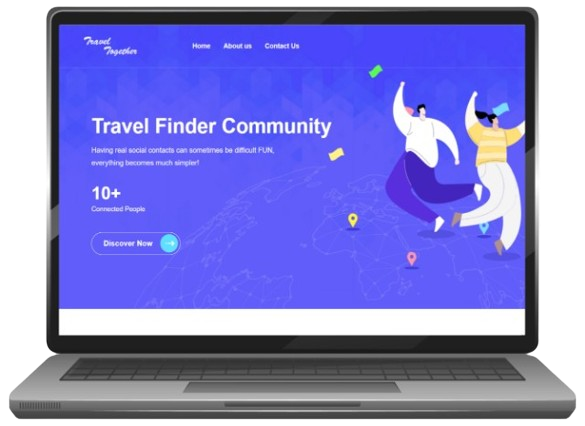 Travel
Together
Home About us Contact Us
Travel Finder Community
Having real social contacts can sometimes be difficult FUN,
everything becomes much simpler!
10+
Connected People
Discover Now